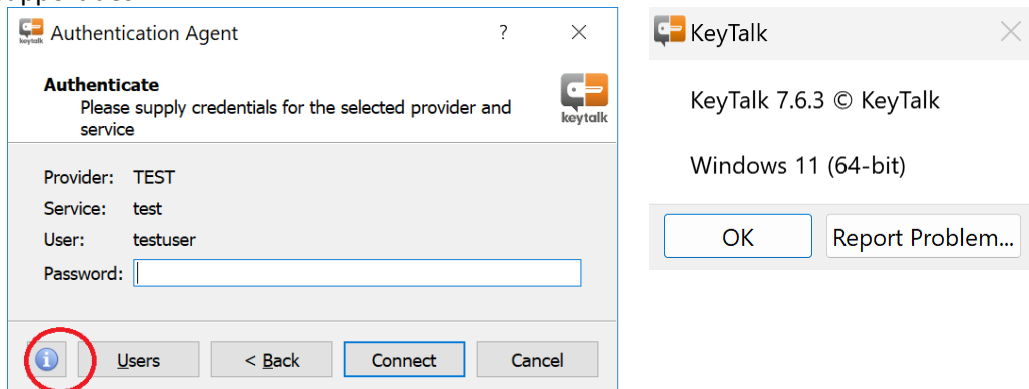 Authentication Agent
?
Authenticate
Please supply credentials for the selected provider and
service
keytalk
Provider: TEST
Service: test
User: testuser
Password:
Users
< Back
Connect
Cancel
KeyTalk
KeyTalk 7.6.3 © KeyTalk
Windows 11 (64-bit)
OK
Report Problem...